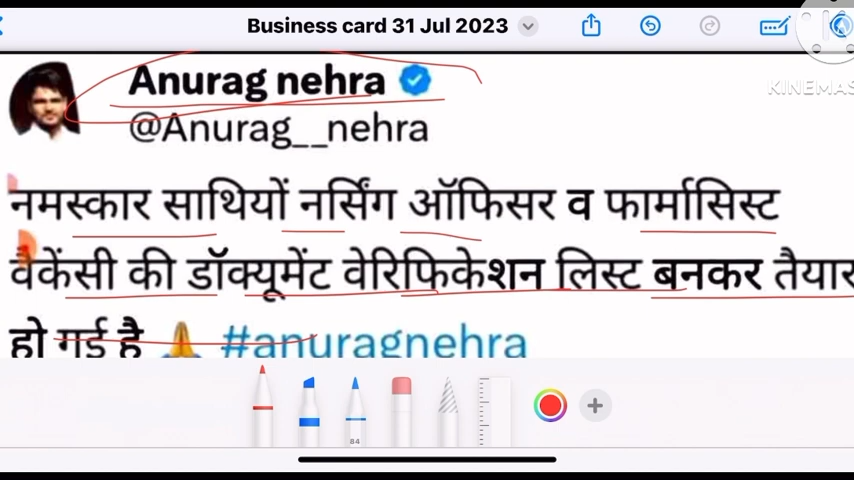 Business card 31 Jul 2023
KINEMAS
Anurag nehra
@Anurag__nehra
नमस्कार साथियों नर्सिंग ऑफिसर व फार्मासिस्ट
वैकेंसी की डॉक्यूमेंट वेरिफिकेशन लिस्ट बनकर तैयार
हो गई है 🙏 #anuragnehra
84